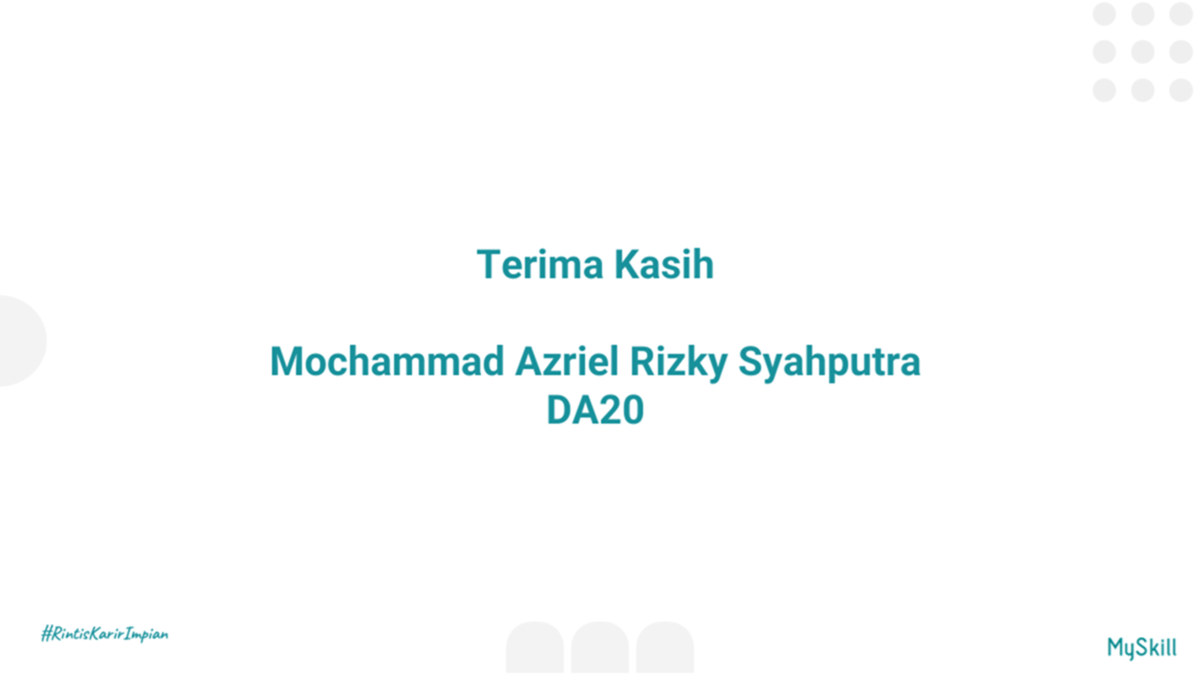 Terima Kasih
Mochammad Azriel Rizky Syahputra
DA20
#RintisKarirImpian
MySkill